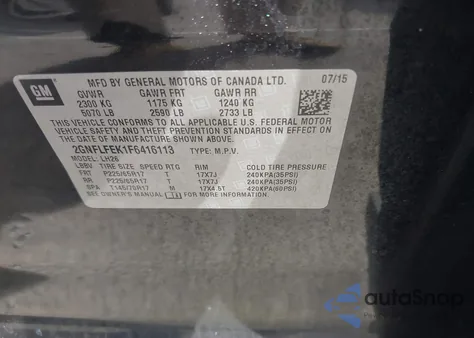 GM
MFD BY GENERAL MOTORS OF CANADA LTD. 07/15
GVWR GAWR FRT GAWR RR
2300 KG 1175 KG 1240 KG
5070 LB 2590 LB 2733 LB
THIS VEHICLE CONFORMS TO ALL APPLICABLE U.S. FEDERAL MOTOR
VEHICLE SAFETY AND THEFT PREVENTION STANDARDS IN EFFECT ON
THE DATE OF MANUFACTURE SHOWN ABOVE.
2GNFLFEK1F6416113 TYPE: M.P.V.
MODEL: LH26
TIRE SIZE SPEED RTG RIM COLD TIRE PRESSURE
FRT P225/65R17 T 17X7J 240KPA(35PSI)
RR P225/65R17 T 17X7J 240KPA(35PSI)
SPA T145/70R17 M 17X4.5T 420KPA(60PSI)
SEE OWNER'S MANUAL FOR ADDITIONAL INFORMATION.
autoSnap